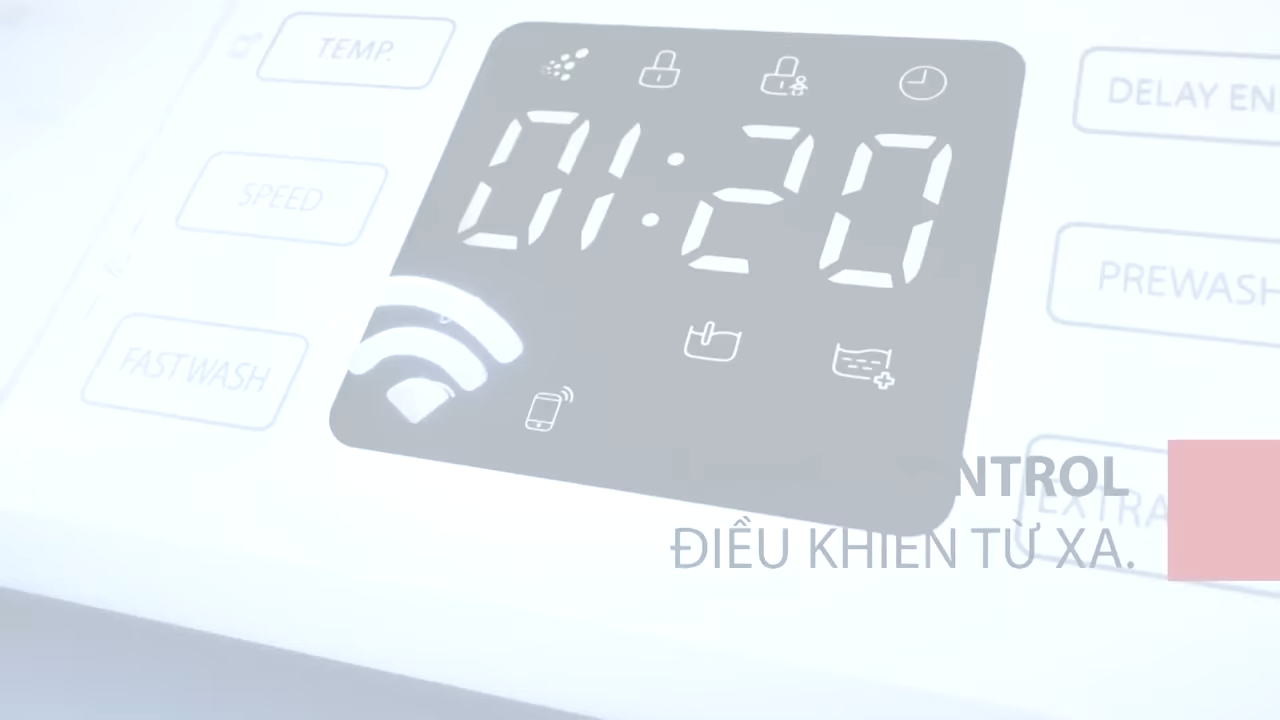 TEMP.
SPEED
FAST WASH
01:20
DELAY EN
PREWASH
EXTRA
NTROL
ĐIỀU KHIỂN TỪ XA.